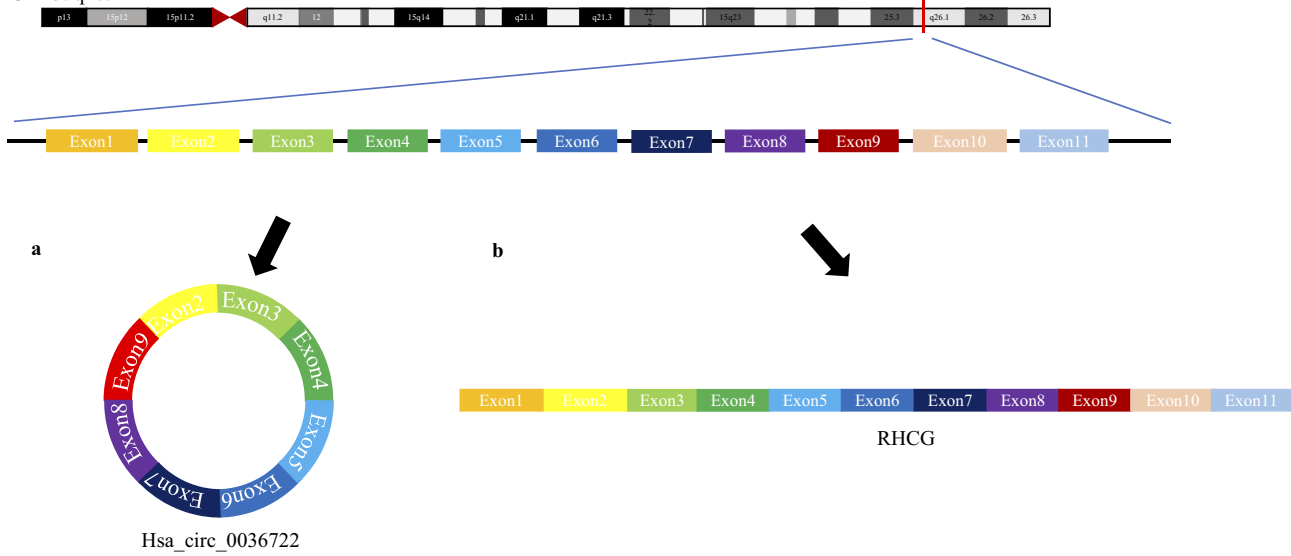 p13 15p12 15p11.2 q11.2 12 15q14 q21.1 q21.3 22.2 15q23 25.3 q26.1 26.2 26.3
Exon1 Exon2 Exon3 Exon4 Exon5 Exon6 Exon7 Exon8 Exon9 Exon10 Exon11
a
b
Exon2 Exon3 Exon4 Exon5 Exon6 Exon7 Exon8 Exon9
Exon1 Exon2 Exon3 Exon4 Exon5 Exon6 Exon7 Exon8 Exon9 Exon10 Exon11
RHCG
Hsa_circ_0036722